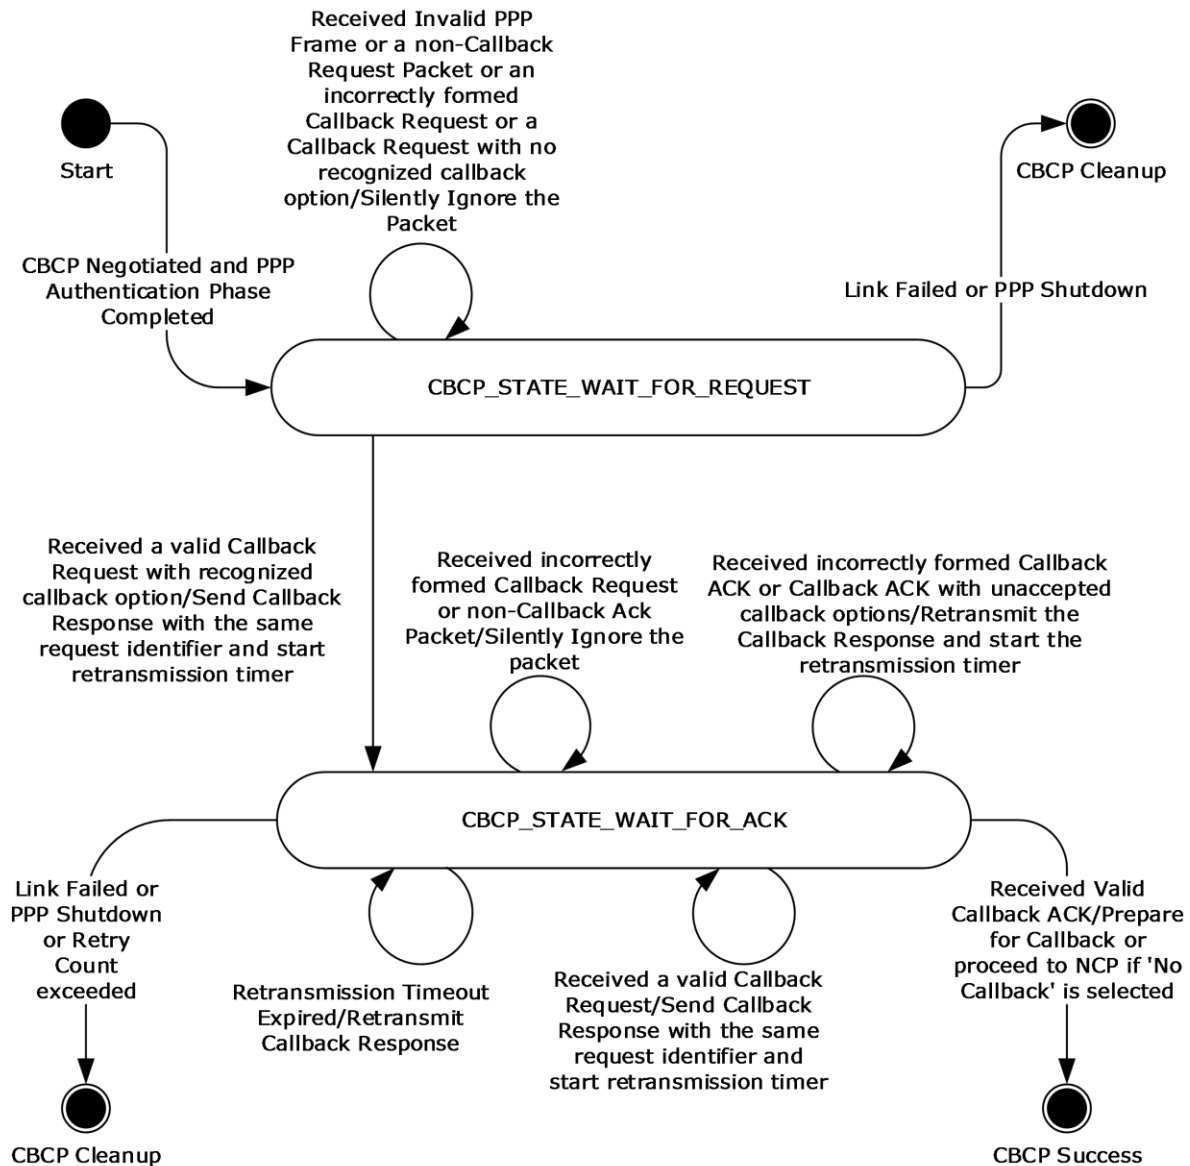 Received Invalid PPP
Frame or a non-Callback
Request Packet or an
incorrectly formed
Callback Request or a
Callback Request with no
recognized callback
option/Silently Ignore the
Packet
Start
CBCP Cleanup
CBCP Negotiated and PPP
Authentication Phase
Completed
Link Failed or PPP Shutdown
CBCP_STATE_WAIT_FOR_REQUEST
Received a valid Callback
Request with recognized
callback option/Send Callback
Response with the same
request identifier and start
retransmission timer
Received incorrectly
formed Callback Request
or non-Callback Ack
Packet/Silently Ignore the
packet
Received incorrectly formed Callback
ACK or Callback ACK with unaccepted
callback options/Retransmit the
Callback Response and start the
retransmission timer
CBCP_STATE_WAIT_FOR_ACK
Link Failed or
PPP Shutdown
or Retry
Count
exceeded
Retransmission Timeout
Expired/Retransmit
Callback Response
Received a valid Callback
Request/Send Callback
Response with the same
request identifier and
start retransmission timer
Received Valid
Callback ACK/Prepare
for Callback or
proceed to NCP if 'No
Callback' is selected
CBCP Cleanup
CBCP Success